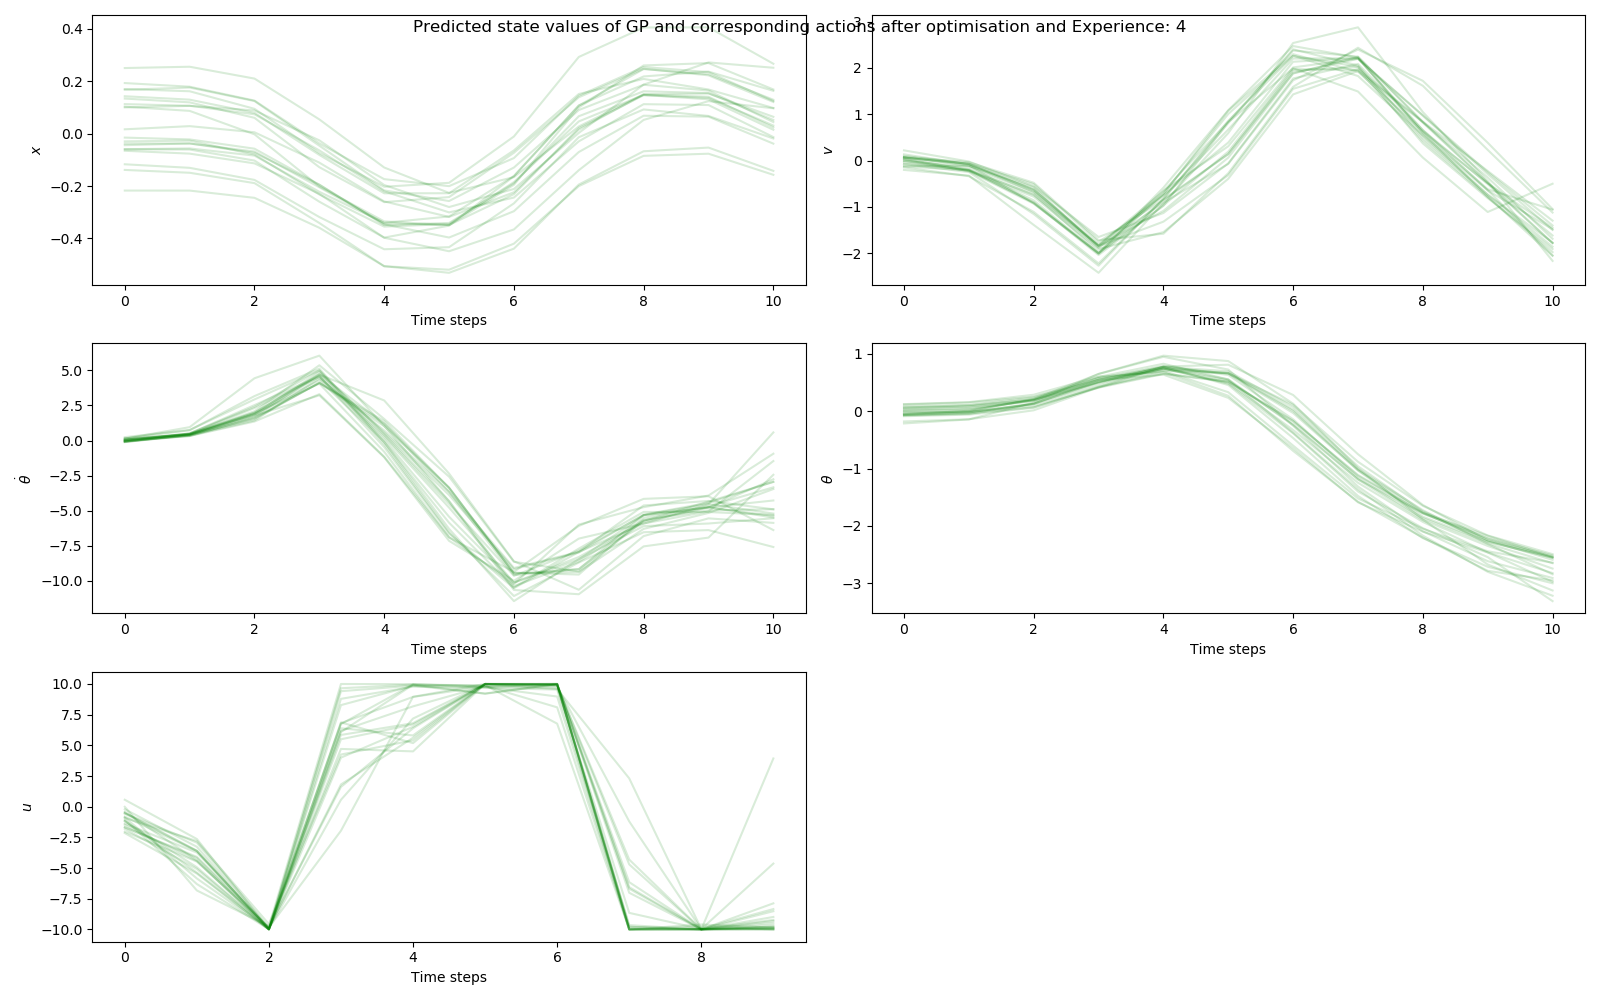 Predicted state values of GP and corresponding actions after optimisation and Experience: 4
0.4
0.2
0.0
−0.2
−0.4
x
0 2 4 6 8 10
Time steps
3
2
1
0
−1
−2
v
0 2 4 6 8 10
Time steps
5.0
2.5
0.0
−2.5
−5.0
−7.5
−10.0
θ̇
0 2 4 6 8 10
Time steps
1
0
−1
−2
−3
θ
0 2 4 6 8 10
Time steps
10.0
7.5
5.0
2.5
0.0
−2.5
−5.0
−7.5
−10.0
u
0 2 4 6 8
Time steps